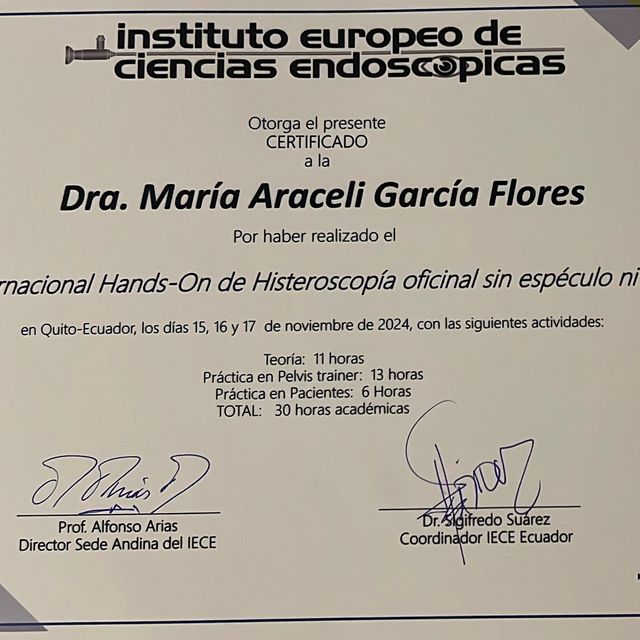 instituto europeo de
ciencias endoscopicas
Otorga el presente
CERTIFICADO
a la
Dra. María Araceli García Flores
Por haber realizado el
rnacional Hands-On de Histeroscopía oficinal sin espéculo ni
en Quito-Ecuador, los días 15, 16 y 17 de noviembre de 2024, con las siguientes actividades:
Teoría: 11 horas
Práctica en Pelvis trainer: 13 horas
Práctica en Pacientes: 6 Horas
TOTAL: 30 horas académicas
Prof. Alfonso Arias
Director Sede Andina del IECE
Dr. Sigifredo Suárez
Coordinador IECE Ecuador